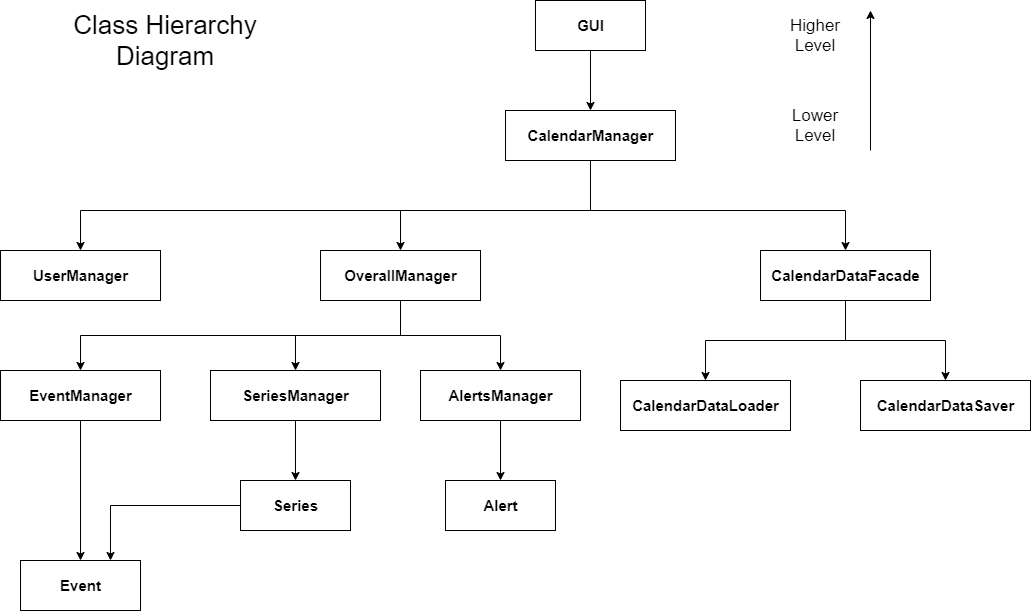 Class Hierarchy
Diagram
GUI
Higher
Level
Lower
Level
CalendarManager
UserManager
OverallManager
CalendarDataFacade
EventManager
SeriesManager
AlertsManager
CalendarDataLoader
CalendarDataSaver
Series
Alert
Event